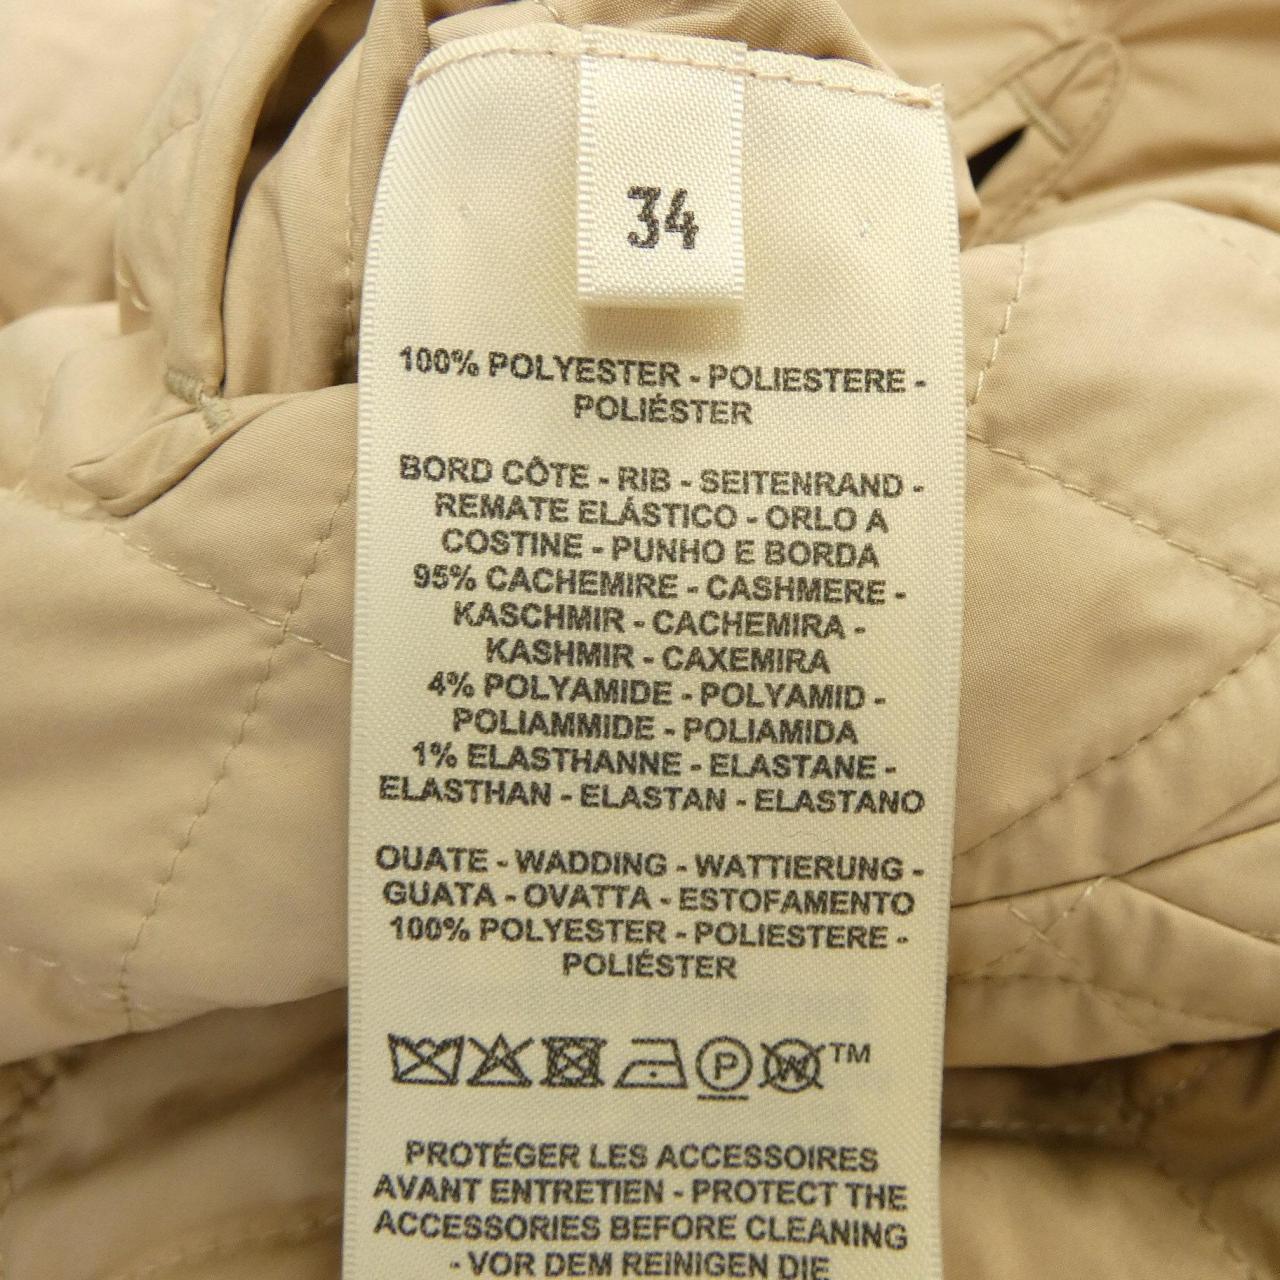 34
100% POLYESTER - POLIESTERE -
POLIÉSTER
BORD CÔTE - RIB - SEITENRAND -
REMATE ELÁSTICO - ORLO A
COSTINE - PUNHO E BORDA
95% CACHEMIRE - CASHMERE -
KASCHMIR - CACHEMIRA -
KASHMIR - CAXEMIRA
4% POLYAMIDE - POLYAMID -
POLIAMMIDE - POLIAMIDA
1% ELASTHANNE - ELASTANE -
ELASTHAN - ELASTAN - ELASTANO
OUATE - WADDING - WATTIERUNG -
GUATA - OVATTA - ESTOFAMENTO
100% POLYESTER - POLIESTERE -
POLIÉSTER
P W TM
PROTÉGER LES ACCESSOIRES
AVANT ENTRETIEN - PROTECT THE
ACCESSORIES BEFORE CLEANING
- VOR DEM REINIGEN DIE